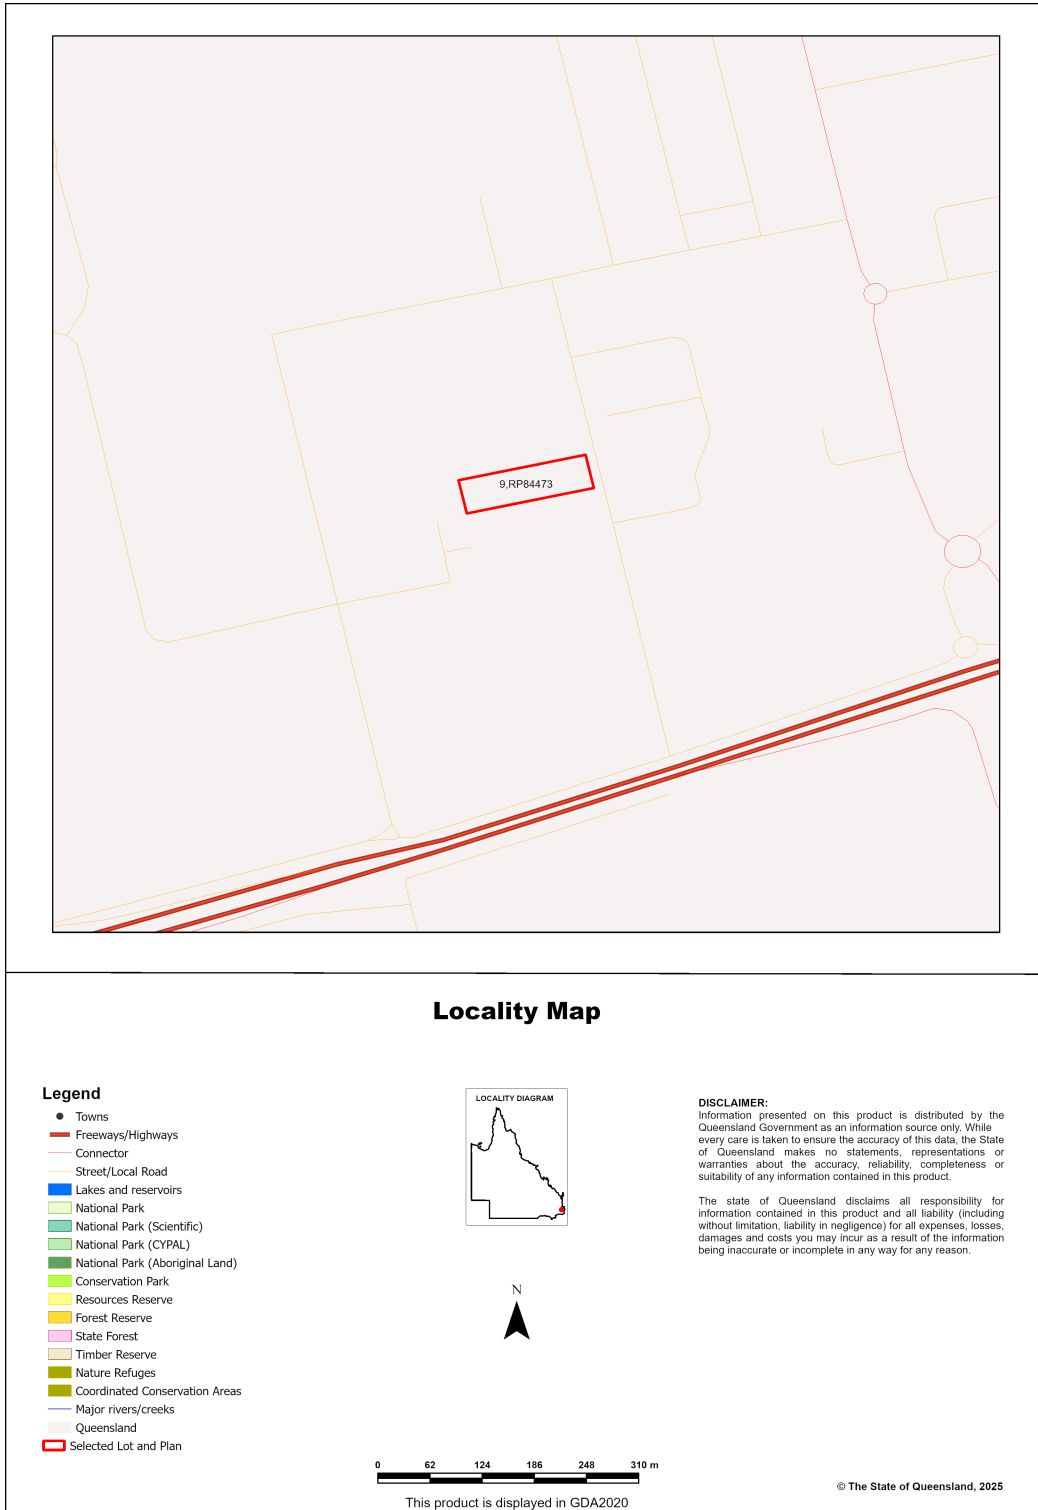 9,RP84473
Locality Map
Legend
Towns
Freeways/Highways
Connector
Street/Local Road
Lakes and reservoirs
National Park
National Park (Scientific)
National Park (CYPAL)
National Park (Aboriginal Land)
Conservation Park
Resources Reserve
Forest Reserve
State Forest
Timber Reserve
Nature Refuges
Coordinated Conservation Areas
Major rivers/creeks
Queensland
Selected Lot and Plan
LOCALITY DIAGRAM
N
0 62 124 186 248 310 m
This product is displayed in GDA2020
DISCLAIMER:
Information presented on this product is distributed by the
Queensland Government as an information source only. While
every care is taken to ensure the accuracy of this data, the State
of Queensland makes no statements, representations or
warranties about the accuracy, reliability, completeness or
suitability of any information contained in this product.
The state of Queensland disclaims all responsibility for
information contained in this product and all liability (including
without limitation, liability in negligence) for all expenses, losses,
damages and costs you may incur as a result of the information
being inaccurate or incomplete in any way for any reason.
© The State of Queensland, 2025